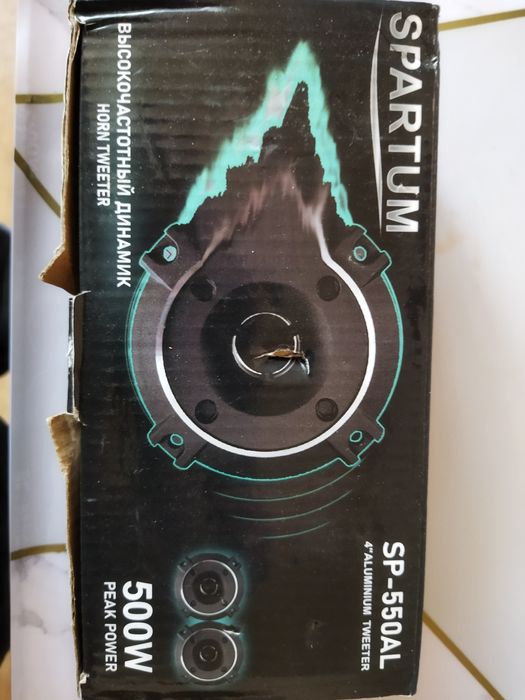 SPARTUM
ВЫСОКОЧАСТОТНЫЙ ДИНАМИК
HORN TWEETER
SP-550AL
4"ALUMINIUM TWEETER
500W
PEAK POWER